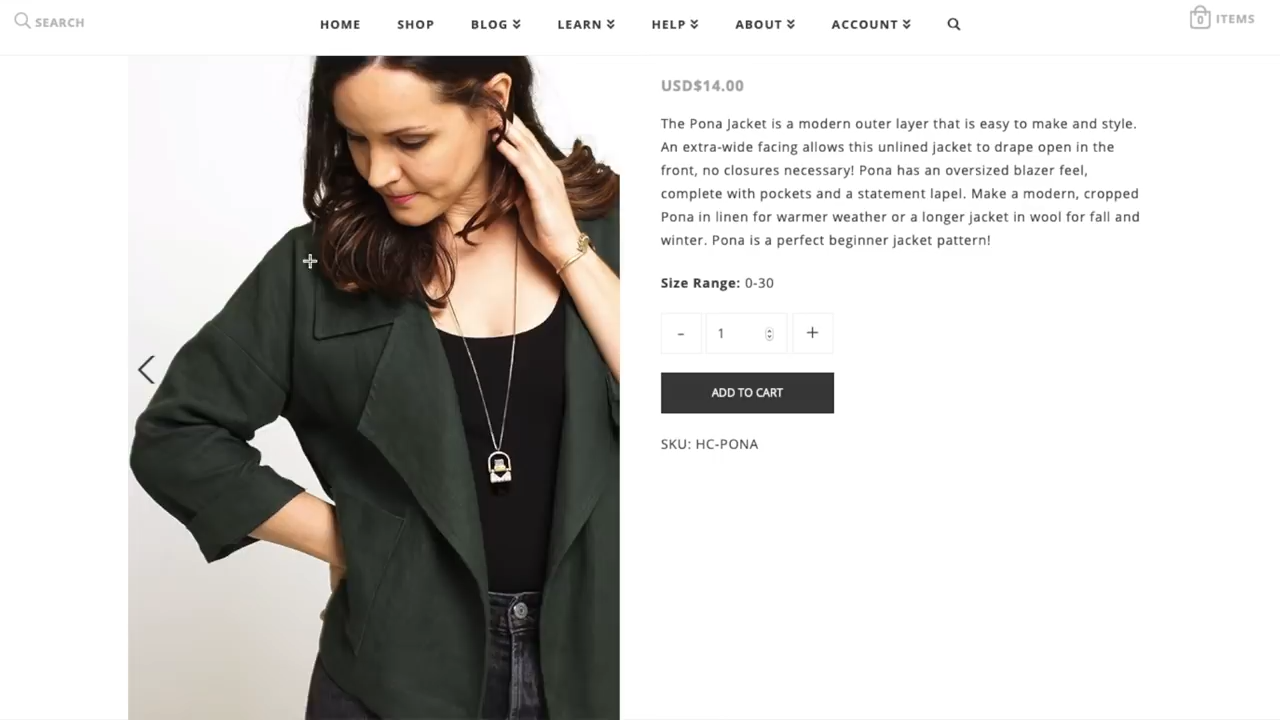 SEARCH
HOME
SHOP
BLOG
LEARN
HELP
ABOUT
ACCOUNT
0
ITEMS
USD$14.00
The Pona Jacket is a modern outer layer that is easy to make and style.
An extra-wide facing allows this unlined jacket to drape open in the
front, no closures necessary! Pona has an oversized blazer feel,
complete with pockets and a statement lapel. Make a modern, cropped
Pona in linen for warmer weather or a longer jacket in wool for fall and
winter. Pona is a perfect beginner jacket pattern!
Size Range: 0-30
- 1 +
ADD TO CART
SKU: HC-PONA